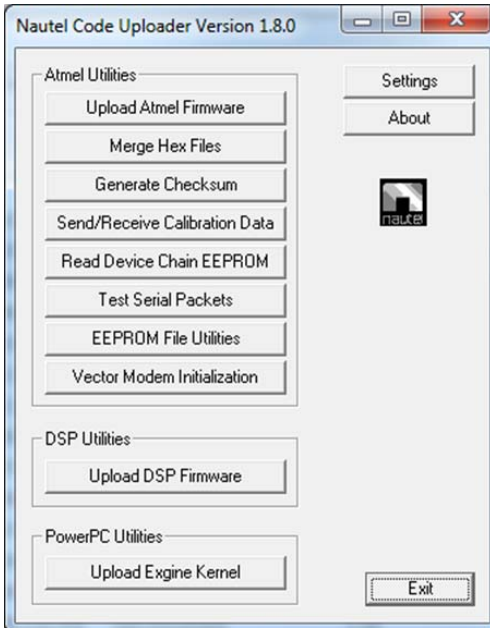 Nautel Code Uploader Version 1.8.0
Atmel Utilities
Upload Atmel Firmware
Merge Hex Files
Generate Checksum
Send/Receive Calibration Data
Read Device Chain EEPROM
Test Serial Packets
EEPROM File Utilities
Vector Modem Initialization
DSP Utilities
Upload DSP Firmware
PowerPC Utilities
Upload Exgine Kernel
Settings
About
nautel
Exit